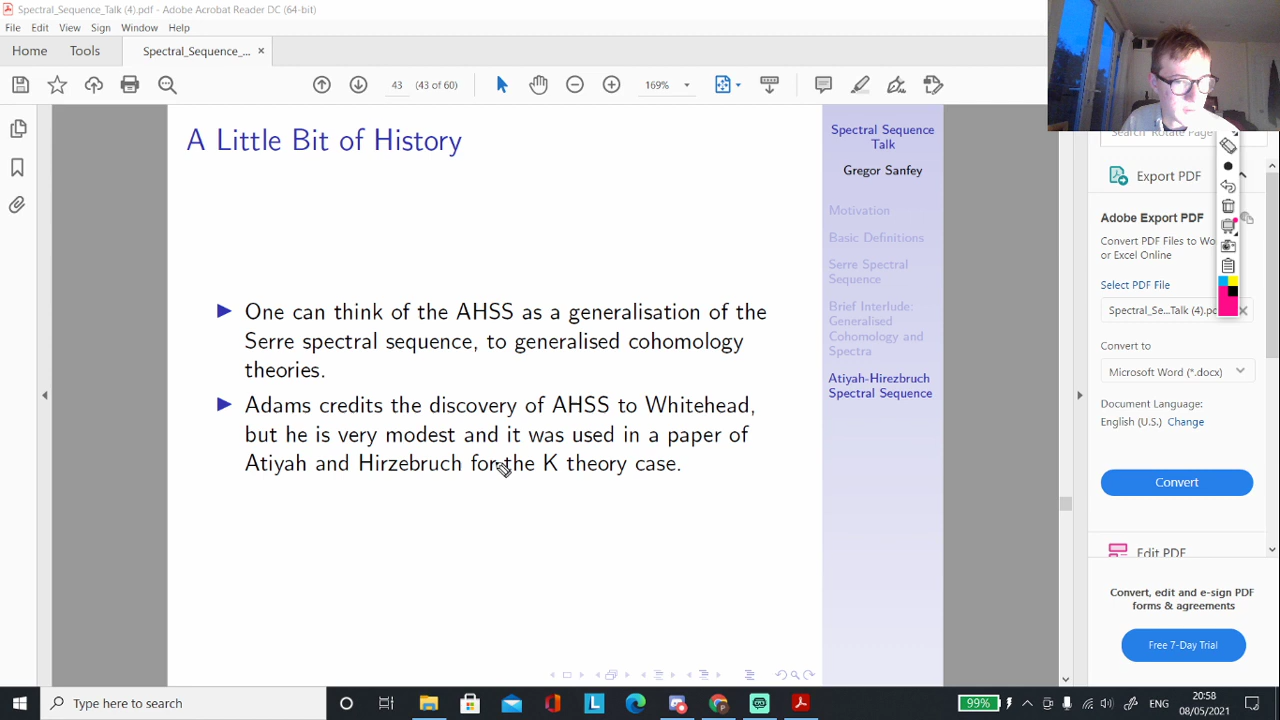 Spectral_Sequence_Talk (4).pdf - Adobe Acrobat Reader DC (64-bit)
File Edit View Sign Window Help
Home Tools Spectral_Sequence_... ×
43 (43 of 60) 169%
A Little Bit of History
One can think of the AHSS as a generalisation of the
Serre spectral sequence, to generalised cohomology
theories.
Adams credits the discovery of AHSS to Whitehead,
but he is very modest and it was used in a paper of
Atiyah and Hirzebruch for the K theory case.
Spectral Sequence
Talk
Gregor Sanfey
Motivation
Basic Definitions
Serre Spectral
Sequence
Brief Interlude:
Generalised
Cohomology and
Spectra
Atiyah-Hirezbruch
Spectral Sequence
Search 'Rotate Page'
Export PDF
Adobe Export PDF
Convert PDF Files to Wo
or Excel Online
Select PDF File
Spectral_Se...Talk (4).pd
Convert to
Microsoft Word (*.docx)
Document Language:
English (U.S.) Change
Convert
Edit PDF
Convert, edit and e-sign PDF
forms & agreements
Free 7-Day Trial
Type here to search
99%
ENG
20:58
08/05/2021